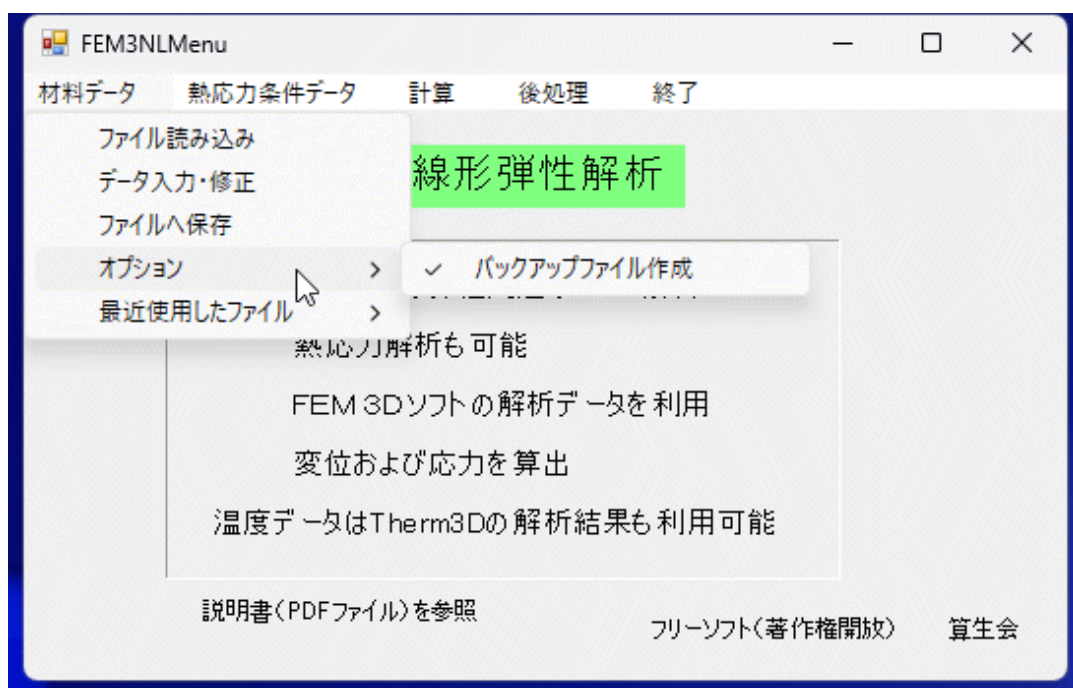 FEM3NLMenu
材料データ 熱応力条件データ 計算 後処理 終了
ファイル読み込み
データ入力・修正
ファイルへ保存
オプション
最近使用したファイル
バックアップファイル作成
線形弾性解析
熱応力解析も可能
FEM3Dソフトの解析データを利用
変位および応力を算出
温度データはTherm3Dの解析結果も利用可能
説明書(PDFファイル)を参照
フリーソフト(著作権開放) 算生会